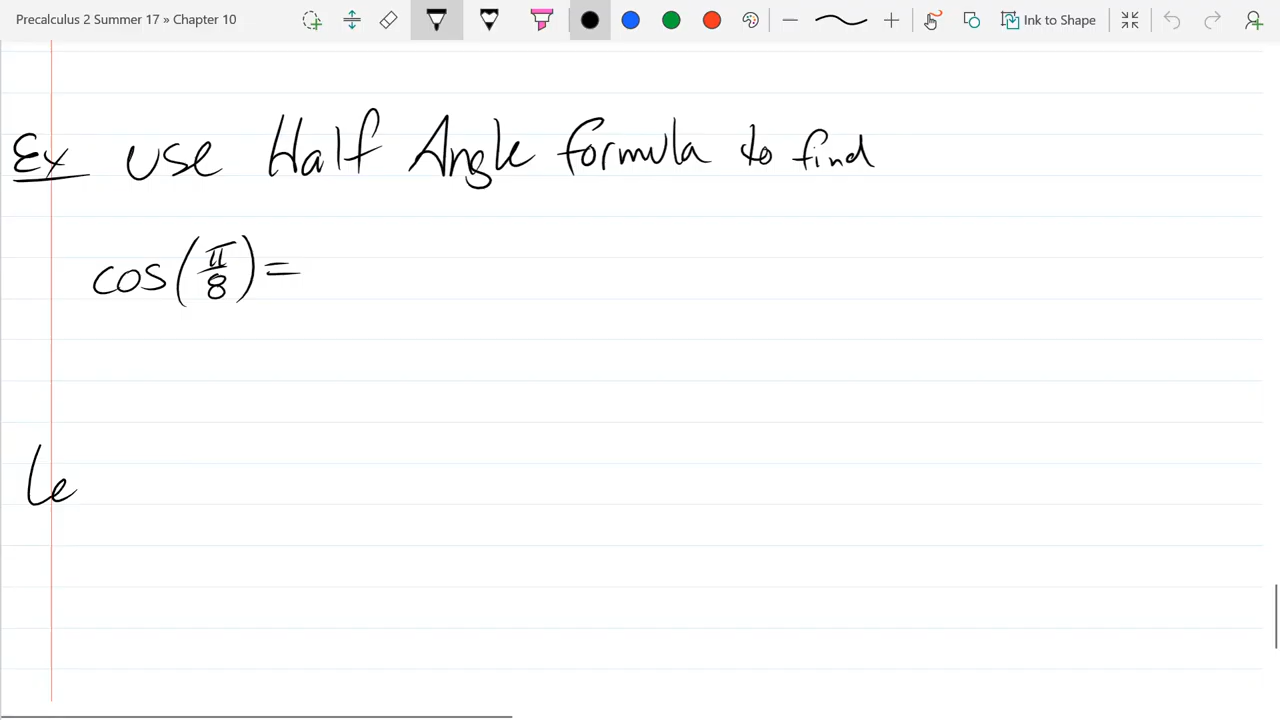 Precalculus 2 Summer 17 » Chapter 10
Ink to Shape
Ex Use Half Angle formula to find
cos(π/8)=
Le